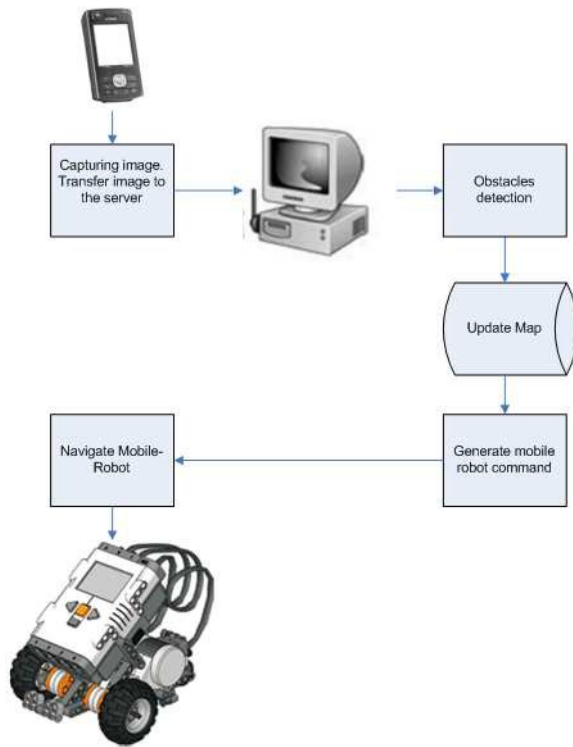 Capturing image.
Transfer image to
the server
Obstacles
detection
Update Map
Navigate Mobile-
Robot
Generate mobile
robot command